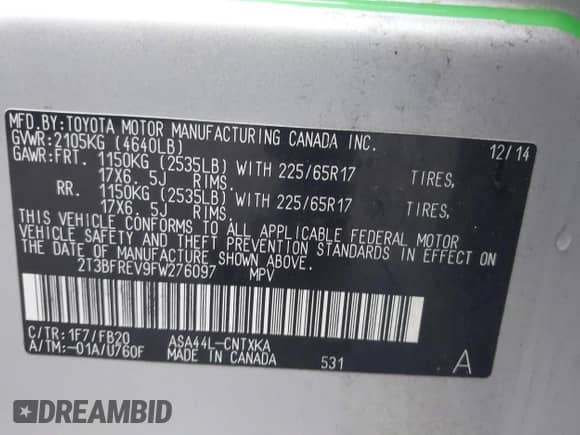 MFD.BY:TOYOTA MOTOR MANUFACTURING CANADA INC. 12/14
GVWR:2105KG (4640LB)
GAWR:FRT. 1150KG (2535LB) WITH 225/65R17 TIRES,
17X6. 5J RIMS.
RR. 1150KG (2535LB) WITH 225/65R17 TIRES,
17X6. 5J RIMS.
THIS VEHICLE CONFORMS TO ALL APPLICABLE FEDERAL MOTOR
VEHICLE SAFETY AND THEFT PREVENTION STANDARDS IN EFFECT ON
THE DATE OF MANUFACTURE SHOWN ABOVE.
2T3BFREV9FW276097 MPV
C/TR:1F7/FB20 ASA44L-CNTXKA
A/TM:-01A/U760F MADE IN CANADA 531 A
DREAMBID